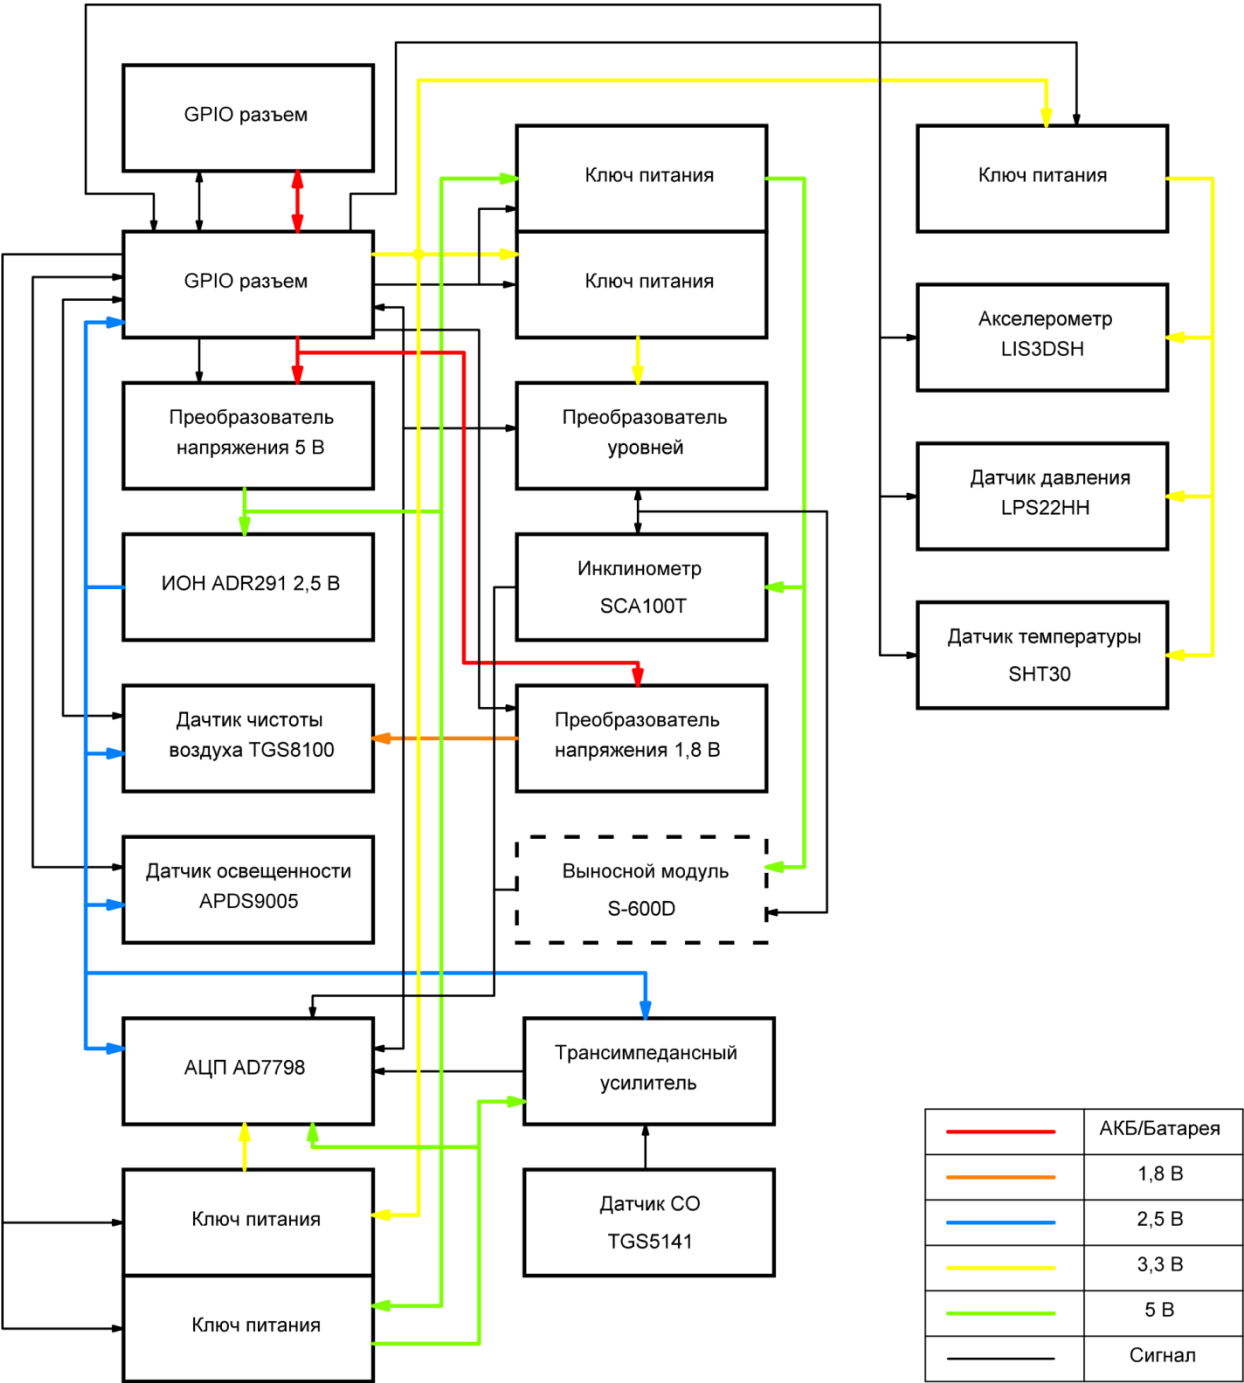 GPIO разъем
GPIO разъем
Преобразователь
напряжения 5 В
ИОН ADR291 2,5 В
Дачтик чистоты
воздуха TGS8100
Датчик освещенности
APDS9005
АЦП AD7798
Ключ питания
Ключ питания
Ключ питания
Ключ питания
Преобразователь
уровней
Инклинометр
SCA100T
Преобразователь
напряжения 1,8 В
Выносной модуль
S-600D
Трансимпедансный
усилитель
Датчик CO
TGS5141
Ключ питания
Акселерометр
LIS3DSH
Датчик давления
LPS22HH
Датчик температуры
SHT30
АКБ/Батарея
1,8 В
2,5 В
3,3 В
5 В
Сигнал